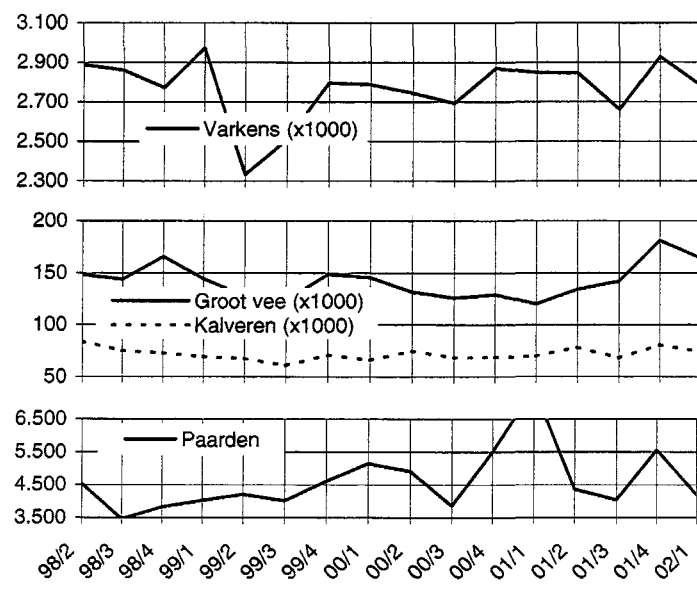 3.100
2.900
2.700
2.500
2.300
Varkens (x1000)
200
150
100
50
Groot vee (x1000)
Kalveren (x1000)
6.500
5.500
4.500
3.500
Paarden
98/2 98/3 98/4 99/1 99/2 99/3 99/4 00/1 00/2 00/3 00/4 01/1 01/2 01/3 01/4 02/1